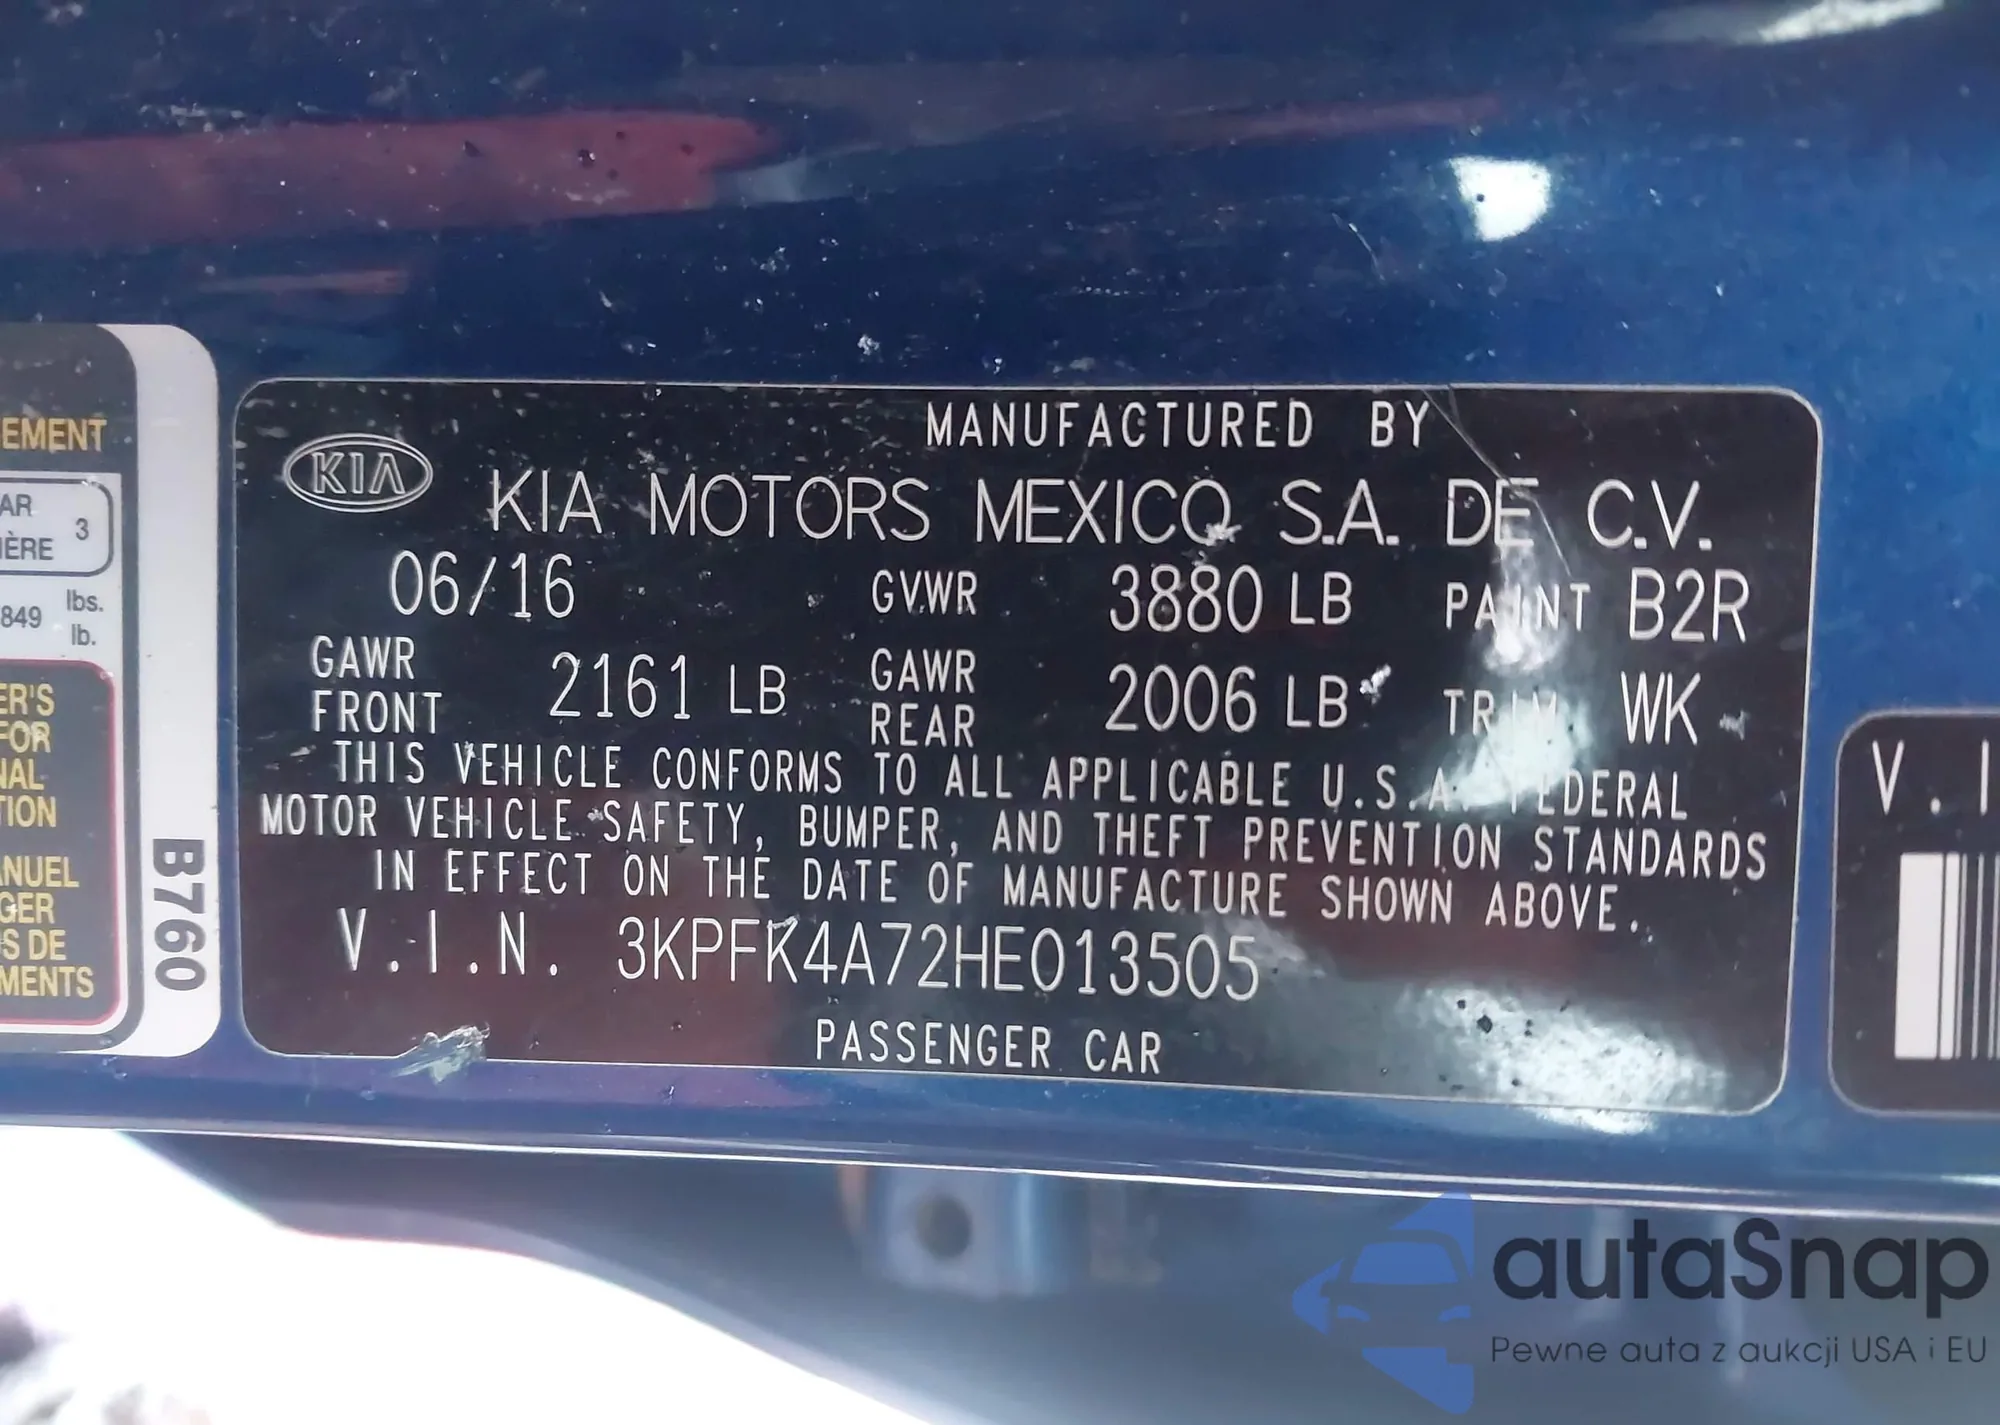 EMENT
AR
IÈRE
3
849
lbs.
lb.
ER'S
FOR
NAL
TION
ANUEL
GER
S DE
MENTS
B760
KIA
MANUFACTURED BY
KIA MOTORS MEXICO S.A. DE C.V.
06/16 GVWR 3880 LB PAINT B2R
GAWR FRONT 2161 LB GAWR REAR 2006 LB TRIM WK
THIS VEHICLE CONFORMS TO ALL APPLICABLE U.S.A. FEDERAL
MOTOR VEHICLE SAFETY, BUMPER, AND THEFT PREVENTION STANDARDS
IN EFFECT ON THE DATE OF MANUFACTURE SHOWN ABOVE.
V.I.N. 3KPFK4A72HE013505
PASSENGER CAR
V.I
autaSnap
Pewne auta z aukcji USA i EU